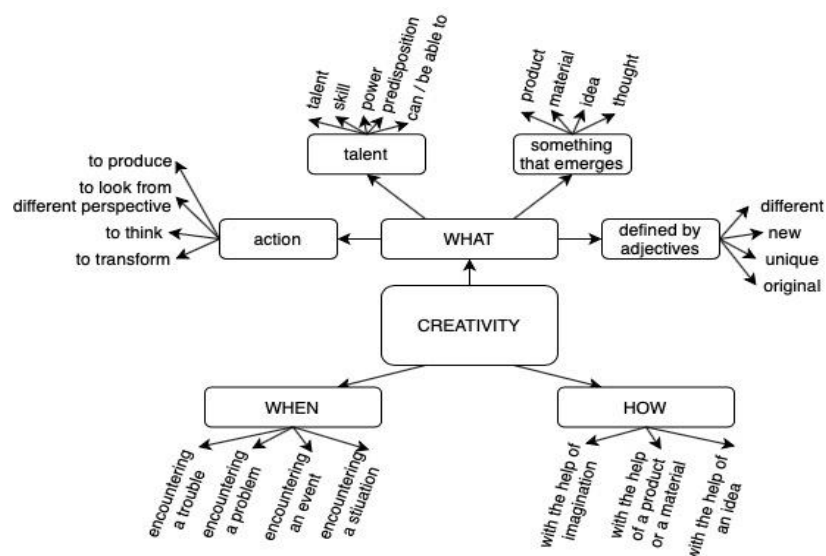 talent
skill
power
predisposition
can / be able to
product
material
idea
thought
talent
something
that emerges
to produce
to look from
different perspective
to think
to transform
action
WHAT
defined by
adjectives
different
new
unique
original
CREATIVITY
WHEN
HOW
encountering
a trouble
encountering
a problem
encountering
an event
encountering
a stiuation
with the help of
imagination
with the help
of a product
or a material
with the help of
an idea